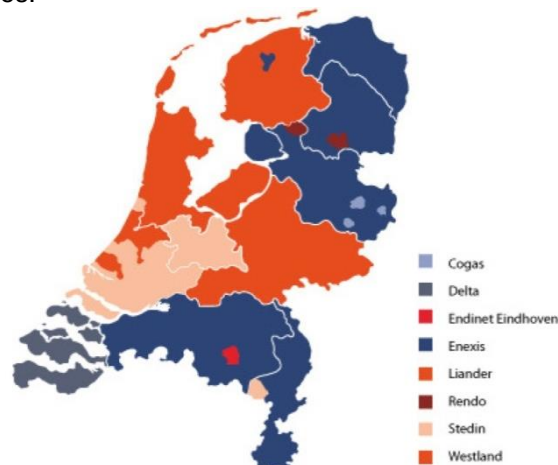 Cogas
Delta
Endinet Eindhoven
Enexis
Liander
Rendo
Stedin
Westland